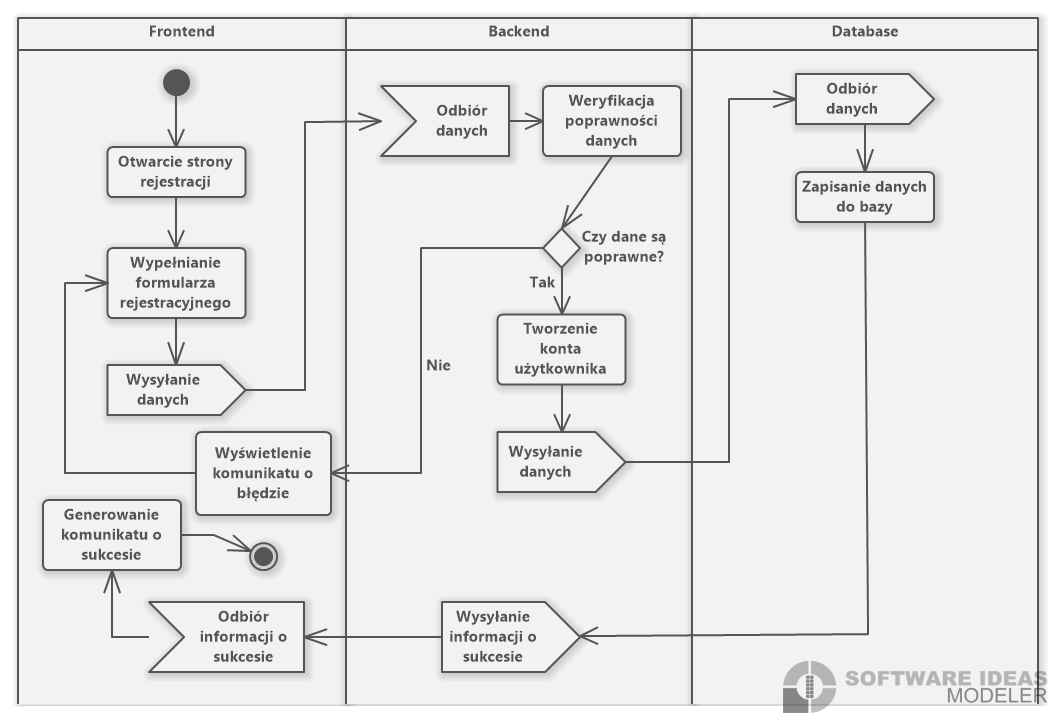 Frontend
Backend
Database
Otwarcie strony
rejestracji
Wypełnianie
formularza
rejestracyjnego
Wysyłanie
danych
Wyświetlenie
komunikatu o
błędzie
Generowanie
komunikatu o
sukcesie
Odbiór
informacji o
sukcesie
Odbiór
danych
Weryfikacja
poprawności
danych
Czy dane są
poprawne?
Tak
Nie
Tworzenie
konta
użytkownika
Wysyłanie
danych
Wysyłanie
informacji o
sukcesie
Odbiór
danych
Zapisanie danych
do bazy
SOFTWARE IDEAS
MODELER